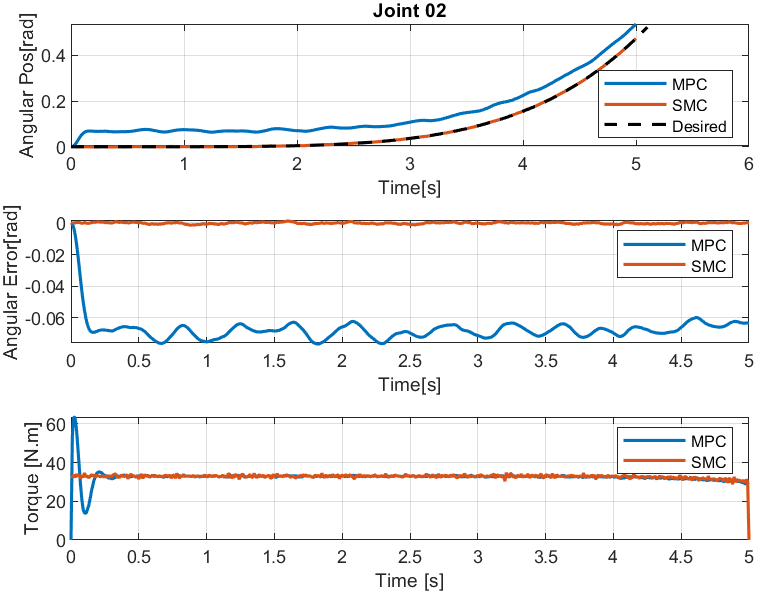 Joint 02
Angular Pos[rad]
0.4
0.2
0
MPC
SMC
Desired
0 1 2 3 4 5 6
Time[s]
Angular Error[rad]
0
-0.02
-0.04
-0.06
MPC
SMC
0 0.5 1 1.5 2 2.5 3 3.5 4 4.5 5
Time[s]
Torque [N.m]
60
40
20
0
MPC
SMC
0 0.5 1 1.5 2 2.5 3 3.5 4 4.5 5
Time [s]